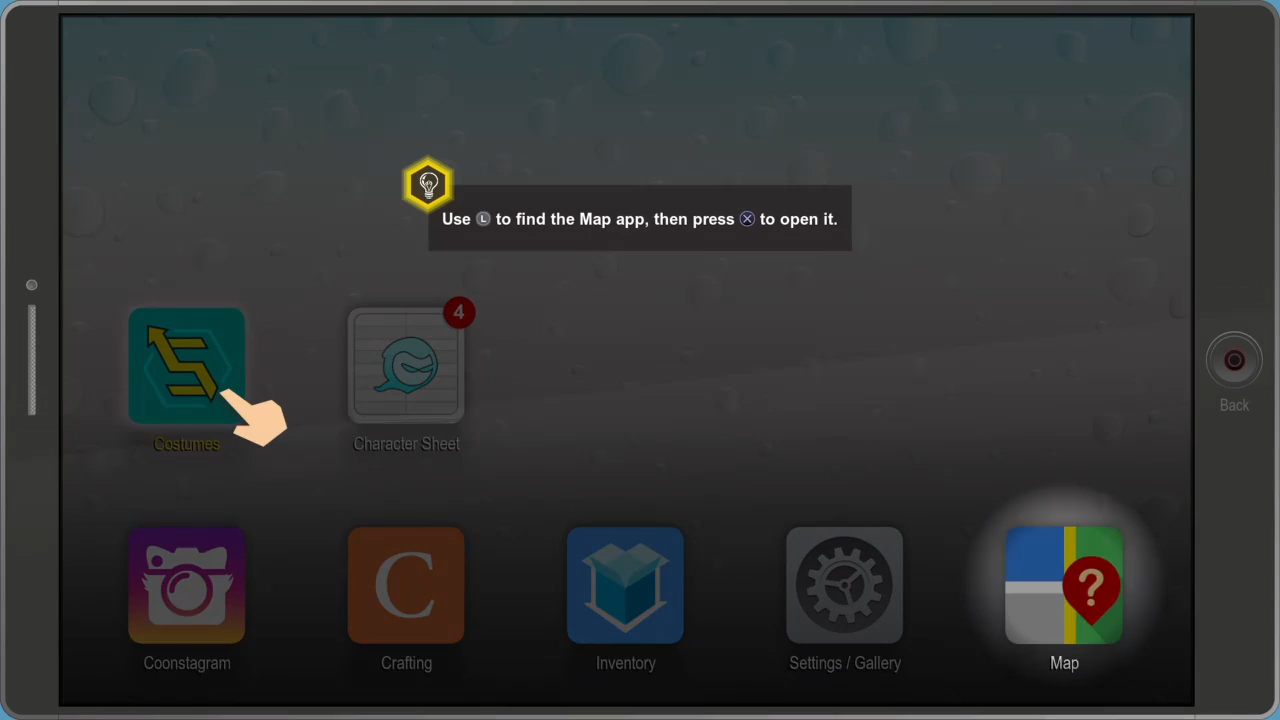 Use L to find the Map app, then press X to open it.
4
Costumes
Character Sheet
Back
C
?
Coonstagram
Crafting
Inventory
Settings / Gallery
Map